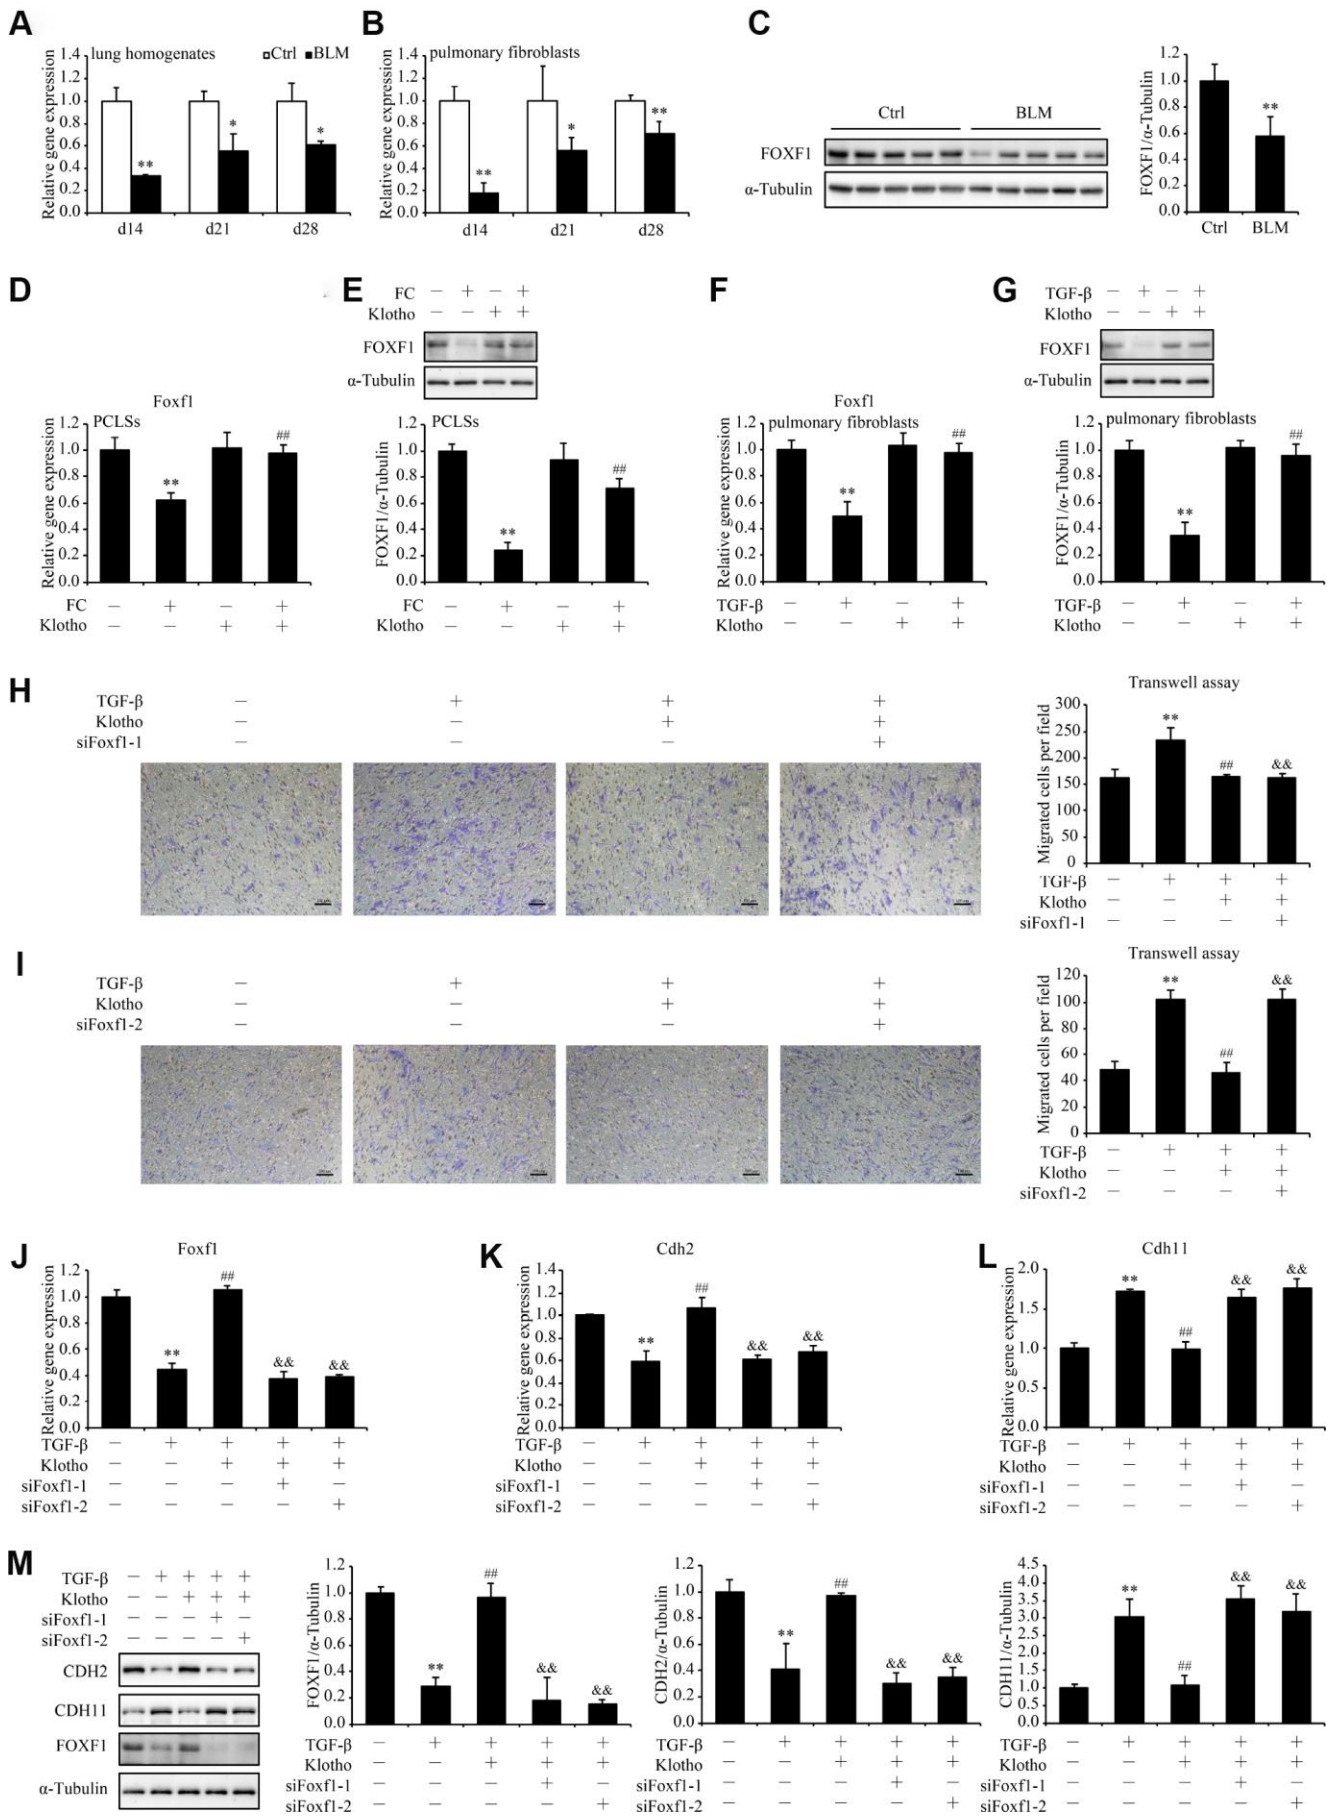 A
lung homogenates □Ctrl ■BLM
Relative gene expression
1.4
1.2
1.0
0.8
0.6
0.4
0.2
0.0
** * *
d14 d21 d28
B
pulmonary fibroblasts
Relative gene expression
1.4
1.2
1.0
0.8
0.6
0.4
0.2
0.0
** * **
d14 d21 d28
C
Ctrl BLM
FOXF1
α-Tubulin
FOXF1/α-Tubulin
1.2
1.0
0.8
0.6
0.4
0.2
0.0
**
Ctrl BLM
D
Foxf1
PCLSs
Relative gene expression
1.2
1.0
0.8
0.6
0.4
0.2
0.0
** ##
FC − + − +
Klotho − − + +
E
FC − + − +
Klotho − − + +
FOXF1
α-Tubulin
PCLSs
FOXF1/α-Tubulin
1.2
1.0
0.8
0.6
0.4
0.2
0.0
** ##
FC − + − +
Klotho − − + +
F
Foxf1
pulmonary fibroblasts
Relative gene expression
1.2
1.0
0.8
0.6
0.4
0.2
0.0
** ##
TGF-β − + − +
Klotho − − + +
G
TGF-β − + − +
Klotho − − + +
FOXF1
α-Tubulin
pulmonary fibroblasts
FOXF1/α-Tubulin
1.2
1.0
0.8
0.6
0.4
0.2
0.0
** ##
TGF-β − + − +
Klotho − − + +
H
TGF-β − + + +
Klotho − − + +
siFoxf1-1 − − − +
Transwell assay
Migrated cells per field
300
250
200
150
100
50
0
** ## &&
TGF-β − + + +
Klotho − − + +
siFoxf1-1 − − − +
I
TGF-β − + + +
Klotho − − + +
siFoxf1-2 − − − +
Transwell assay
Migrated cells per field
120
100
80
60
40
20
0
** ## &&
TGF-β − + + +
Klotho − − + +
siFoxf1-2 − − − +
J
Foxf1
Relative gene expression
1.2
1.0
0.8
0.6
0.4
0.2
0.0
** ## && &&
TGF-β − + + + +
Klotho − − + + +
siFoxf1-1 − − − + −
siFoxf1-2 − − − − +
K
Cdh2
Relative gene expression
1.4
1.2
1.0
0.8
0.6
0.4
0.2
0.0
** ## && &&
TGF-β − + + + +
Klotho − − + + +
siFoxf1-1 − − − + −
siFoxf1-2 − − − − +
L
Cdh11
Relative gene expression
2.0
1.5
1.0
0.5
0.0
** ## && &&
TGF-β − + + + +
Klotho − − + + +
siFoxf1-1 − − − + −
siFoxf1-2 − − − − +
M
TGF-β − + + + +
Klotho − − + + +
siFoxf1-1 − − − + −
siFoxf1-2 − − − − +
CDH2
CDH11
FOXF1
α-Tubulin
FOXF1/α-Tubulin
1.2
1.0
0.8
0.6
0.4
0.2
0.0
** ## && &&
TGF-β − + + + +
Klotho − − + + +
siFoxf1-1 − − − + −
siFoxf1-2 − − − − +
CDH2/α-Tubulin
1.2
1.0
0.8
0.6
0.4
0.2
0.0
** ## && &&
TGF-β − + + + +
Klotho − − + + +
siFoxf1-1 − − − + −
siFoxf1-2 − − − − +
CDH11/α-Tubulin
4.5
4.0
3.5
3.0
2.5
2.0
1.5
1.0
0.5
0.0
** ## && &&
TGF-β − + + + +
Klotho − − + + +
siFoxf1-1 − − − + −
siFoxf1-2 − − − − +